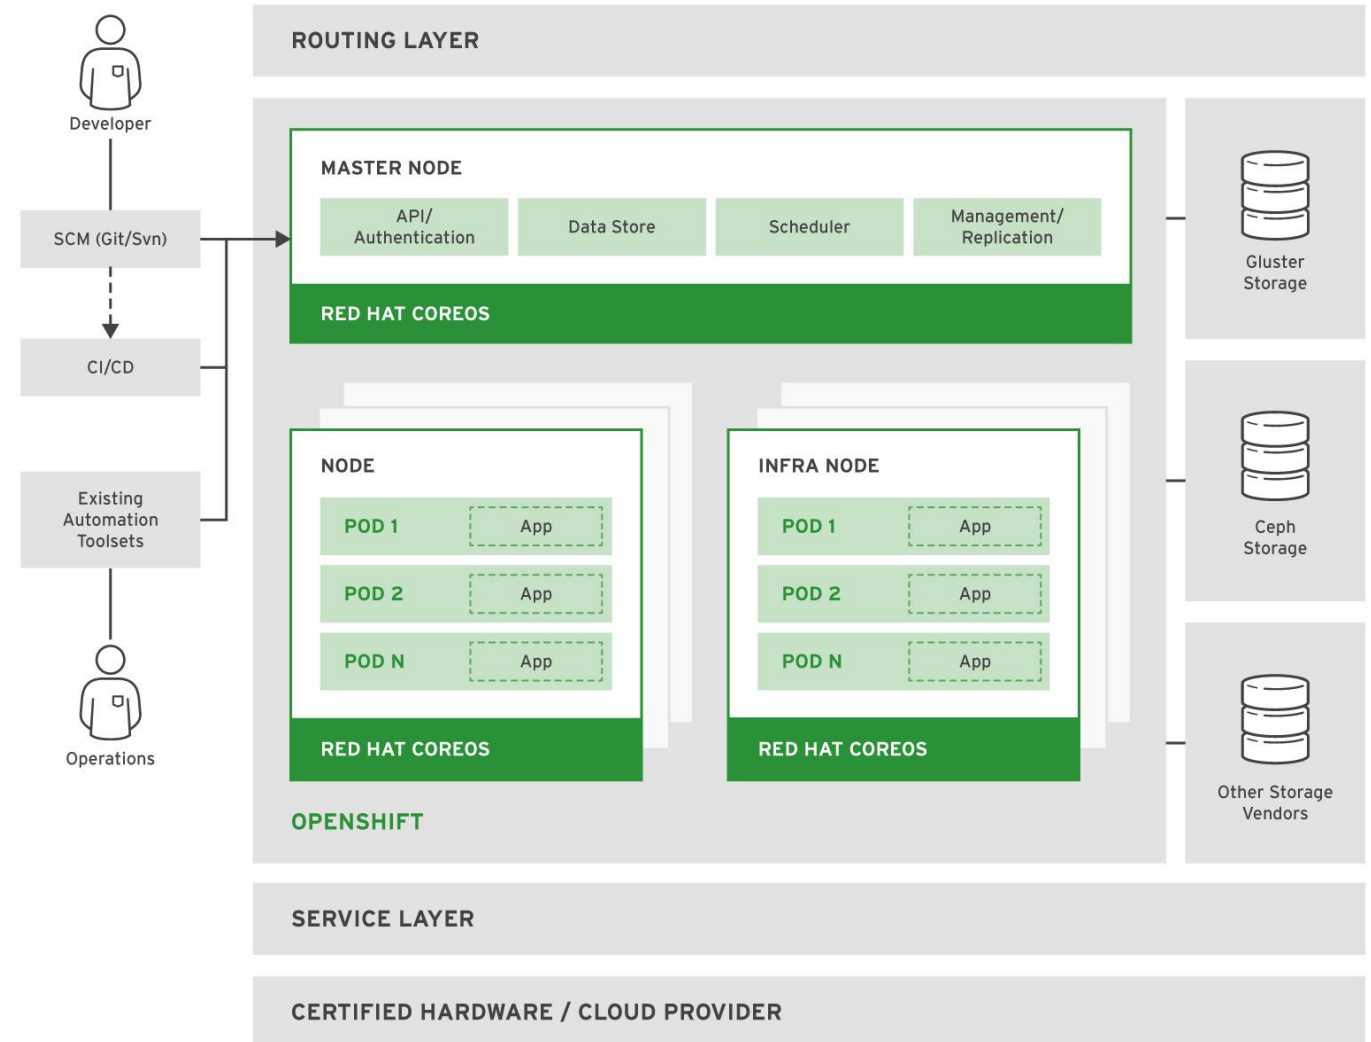 ROUTING LAYER
Developer
SCM (Git/Svn)
CI/CD
Existing
Automation
Toolsets
Operations
MASTER NODE
API/
Authentication
Data Store
Scheduler
Management/
Replication
RED HAT COREOS
NODE
POD 1
App
POD 2
App
POD N
App
RED HAT COREOS
INFRA NODE
POD 1
App
POD 2
App
POD N
App
RED HAT COREOS
OPENSHIFT
Gluster
Storage
Ceph
Storage
Other Storage
Vendors
SERVICE LAYER
CERTIFIED HARDWARE / CLOUD PROVIDER